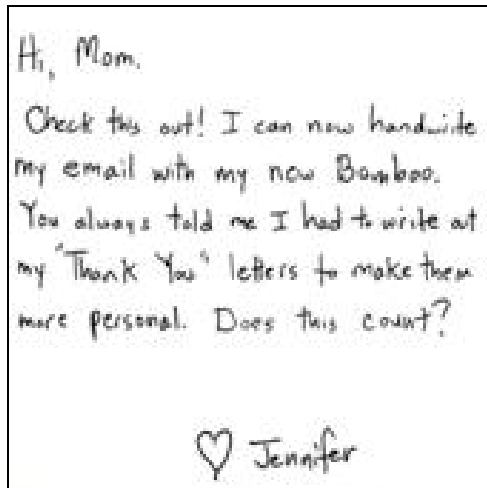 Hi, Mom.
Check this out! I can now handwrite
my email with my new Bamboo.
You always told me I had to write out
my "Thank You" letters to make them
more personal. Does this count?
♡ Jennifer